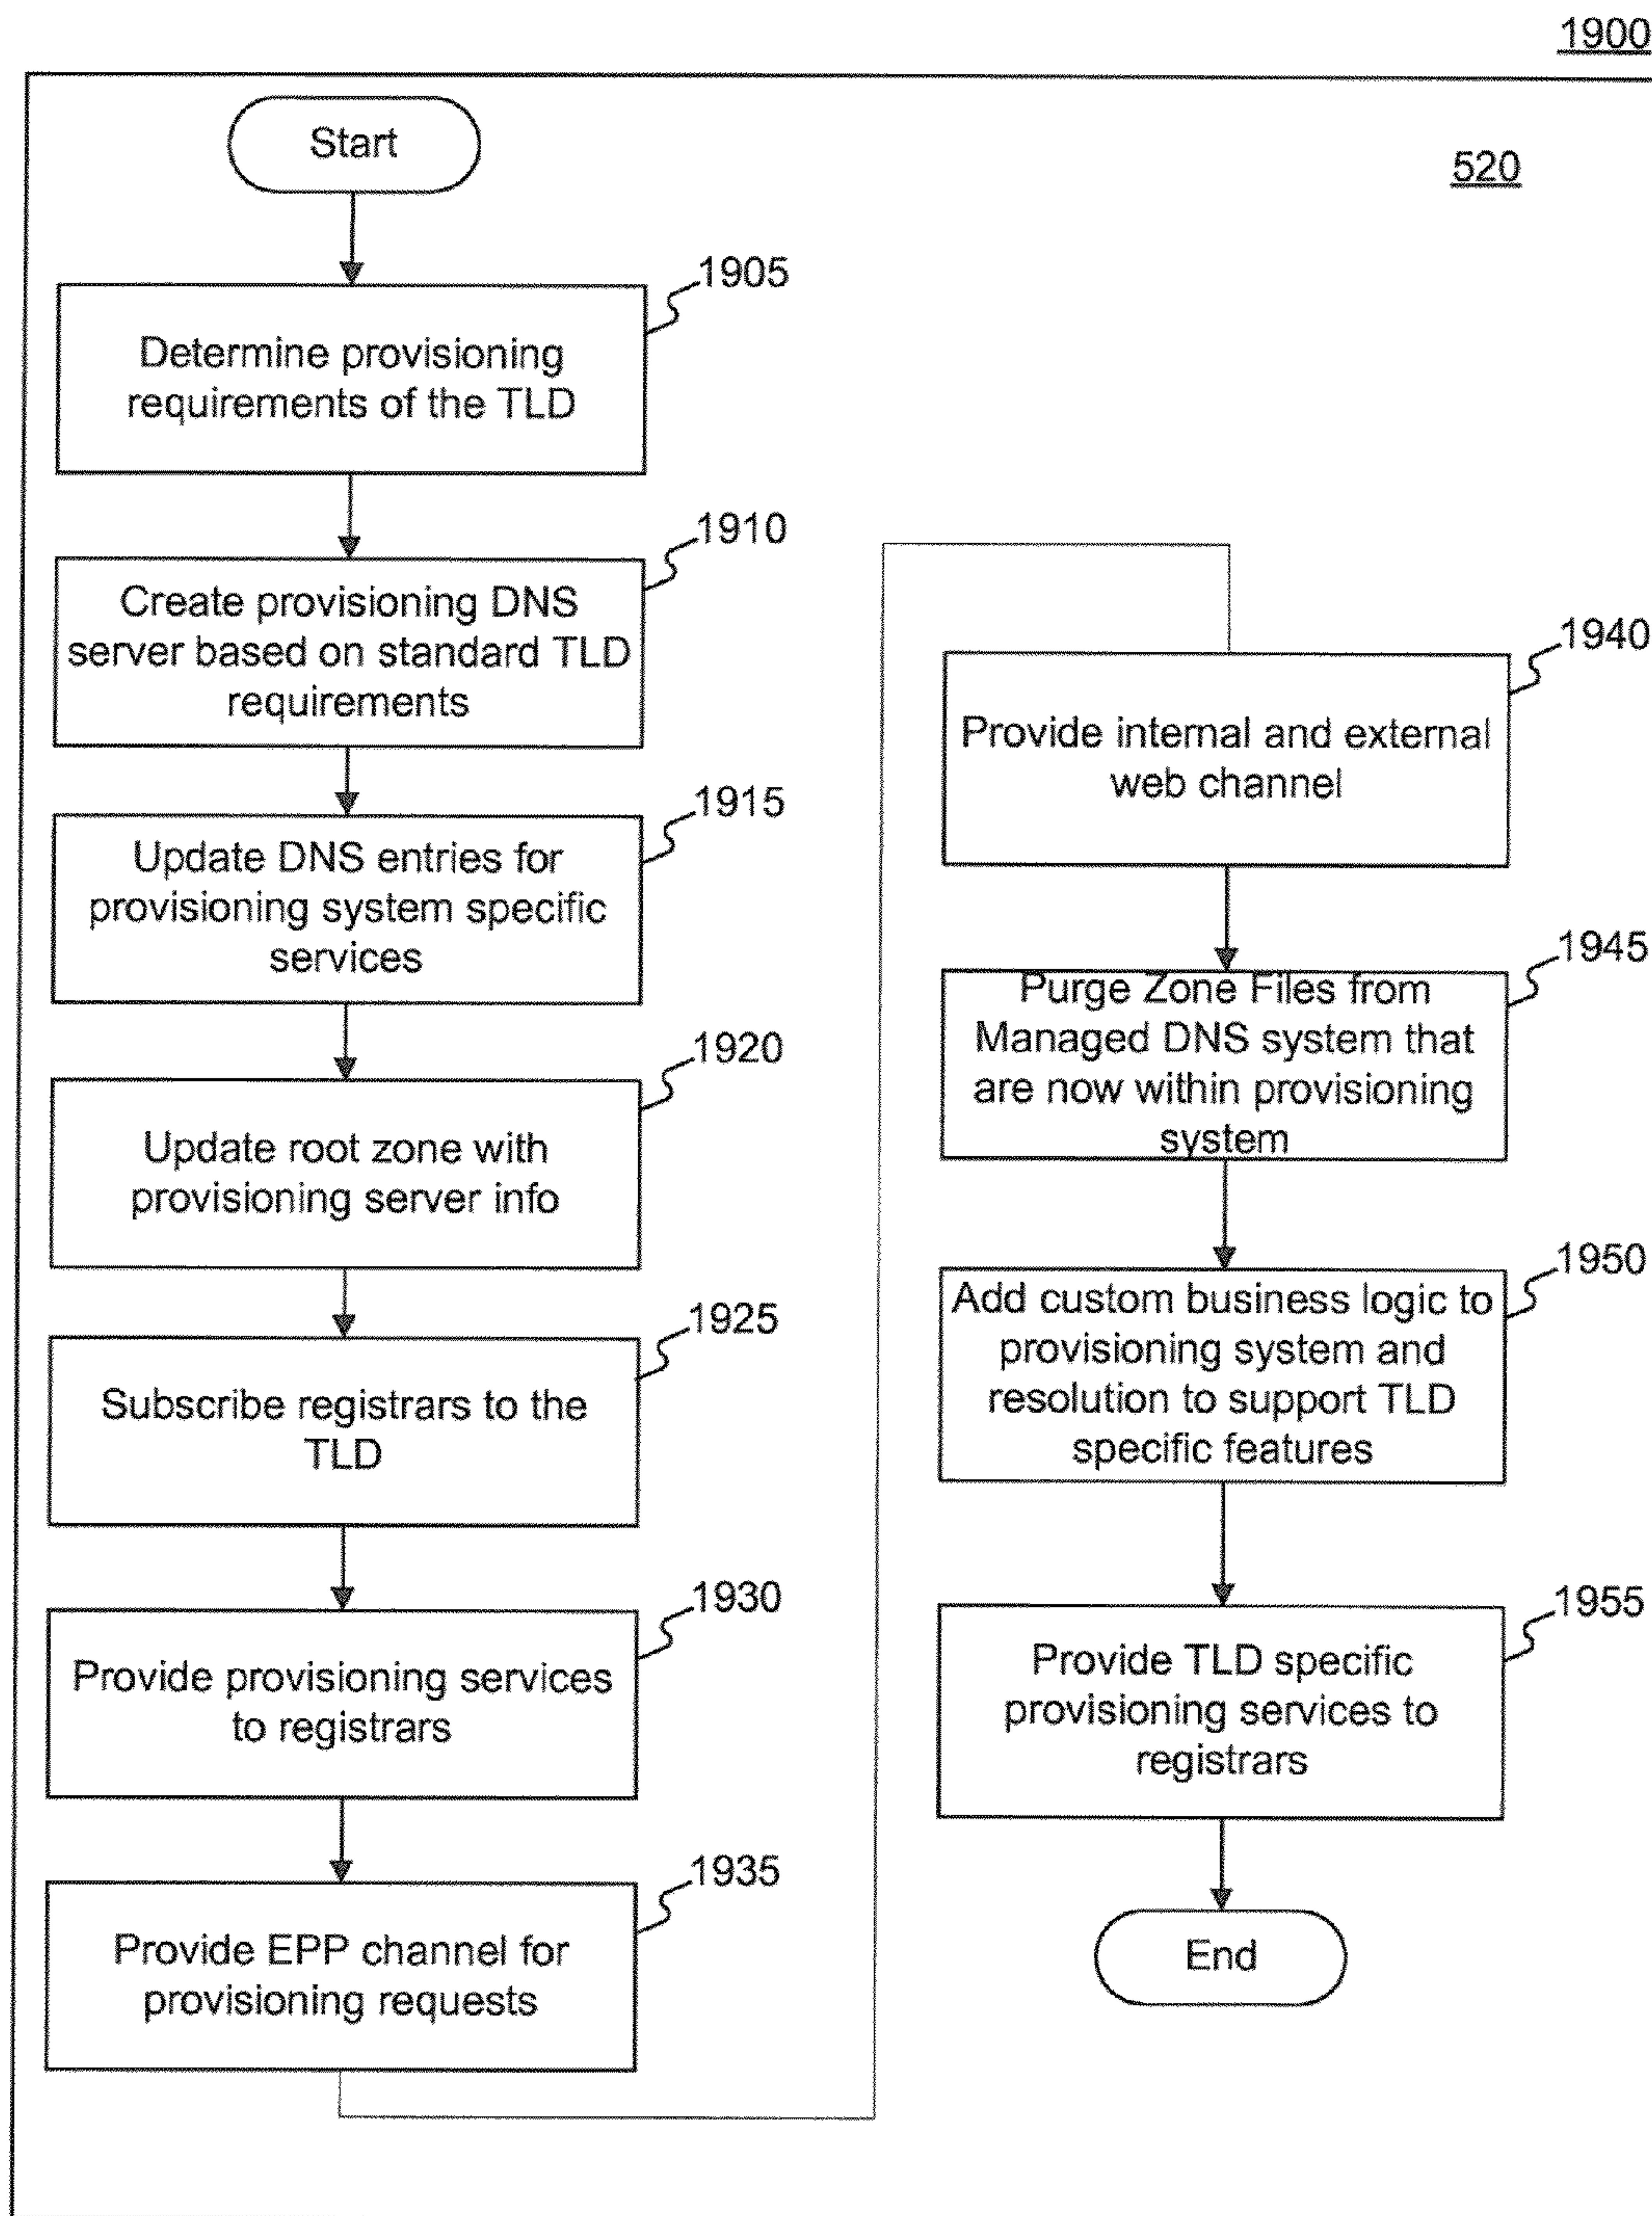 1900
520
Start
1905
Determine provisioning
requirements of the TLD
1910
Create provisioning DNS
server based on standard TLD
requirements
1915
Update DNS entries for
provisioning system specific
services
1920
Update root zone with
provisioning server info
1925
Subscribe registrars to the
TLD
1930
Provide provisioning services
to registrars
1935
Provide EPP channel for
provisioning requests
1940
Provide internal and external
web channel
1945
Purge Zone Files from
Managed DNS system that
are now within provisioning
system
1950
Add custom business logic to
provisioning system and
resolution to support TLD
specific features
1955
Provide TLD specific
provisioning services to
registrars
End